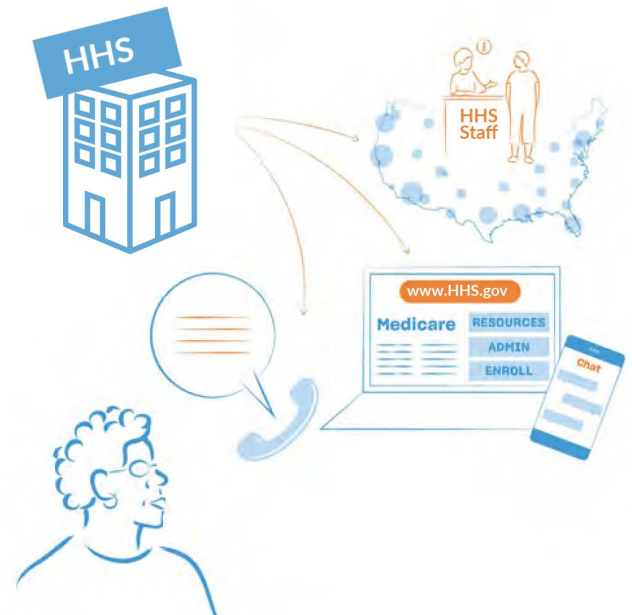 HHS
HHS
Staff
www.HHS.gov
Medicare
RESOURCES
ADMIN
ENROLL
Chat